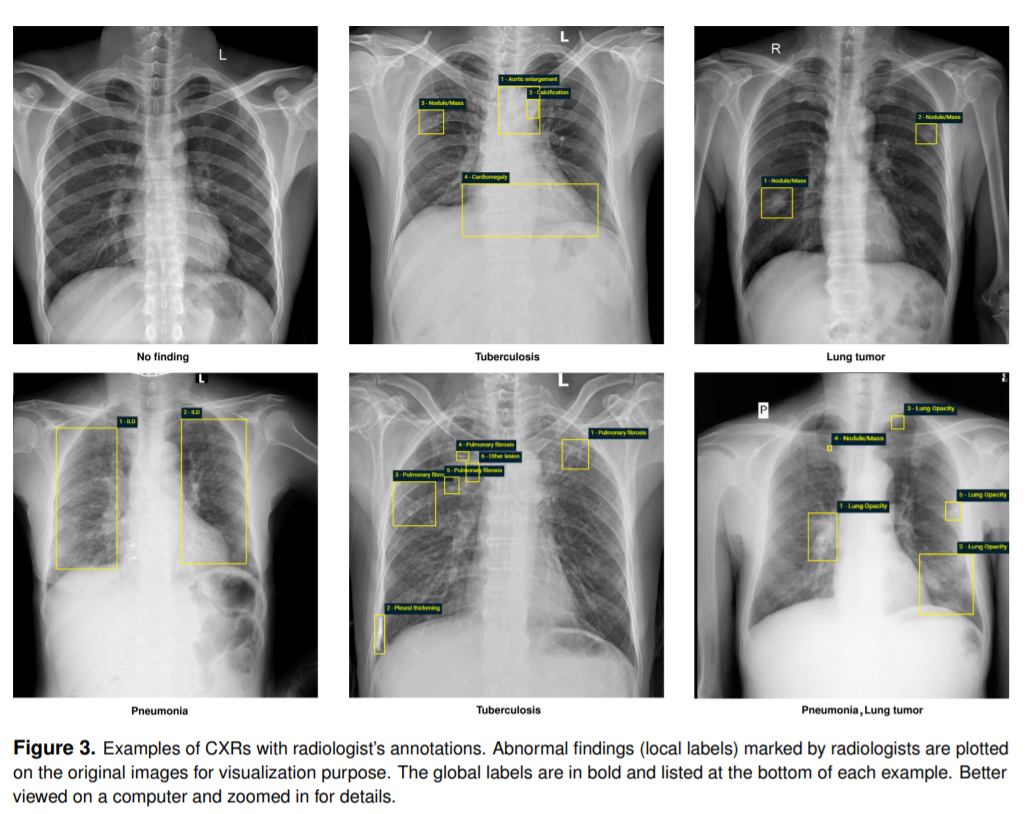 L
L
1 - Aortic enlargement
2 - Calcification
3 - Nodule/Mass
4 - Cardiomegaly
R
2 - Nodule/Mass
1 - Nodule/Mass
No finding
Tuberculosis
Lung tumor
L
2 - ILD
1 - ILD
L
1 - Pulmonary fibrosis
4 - Pulmonary fibrosis
6 - Other lesion
3 - Pulmonary fibro
5 - Pulmonary fibrosis
2 - Pleural thickening
P
3 - Lung Opacity
4 - Nodule/Mass
5 - Lung Opacity
1 - Lung Opacity
2 - Lung Opacity
Pneumonia
Tuberculosis
Pneumonia, Lung tumor
Figure 3. Examples of CXRs with radiologist's annotations. Abnormal findings (local labels) marked by radiologists are plotted
on the original images for visualization purpose. The global labels are in bold and listed at the bottom of each example. Better
viewed on a computer and zoomed in for details.